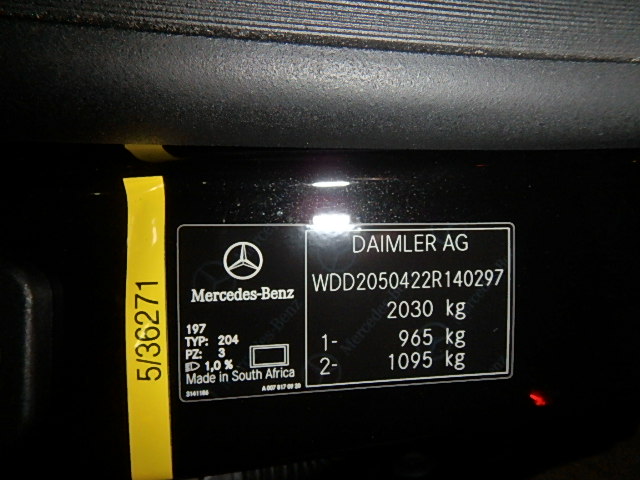 5/36271
Mercedes-Benz
197
TYP: 204
PZ: 3
1,0 %
Made in South Africa
DAIMLER AG
WDD2050422R140297
2030 kg
1- 965 kg
2- 1095 kg